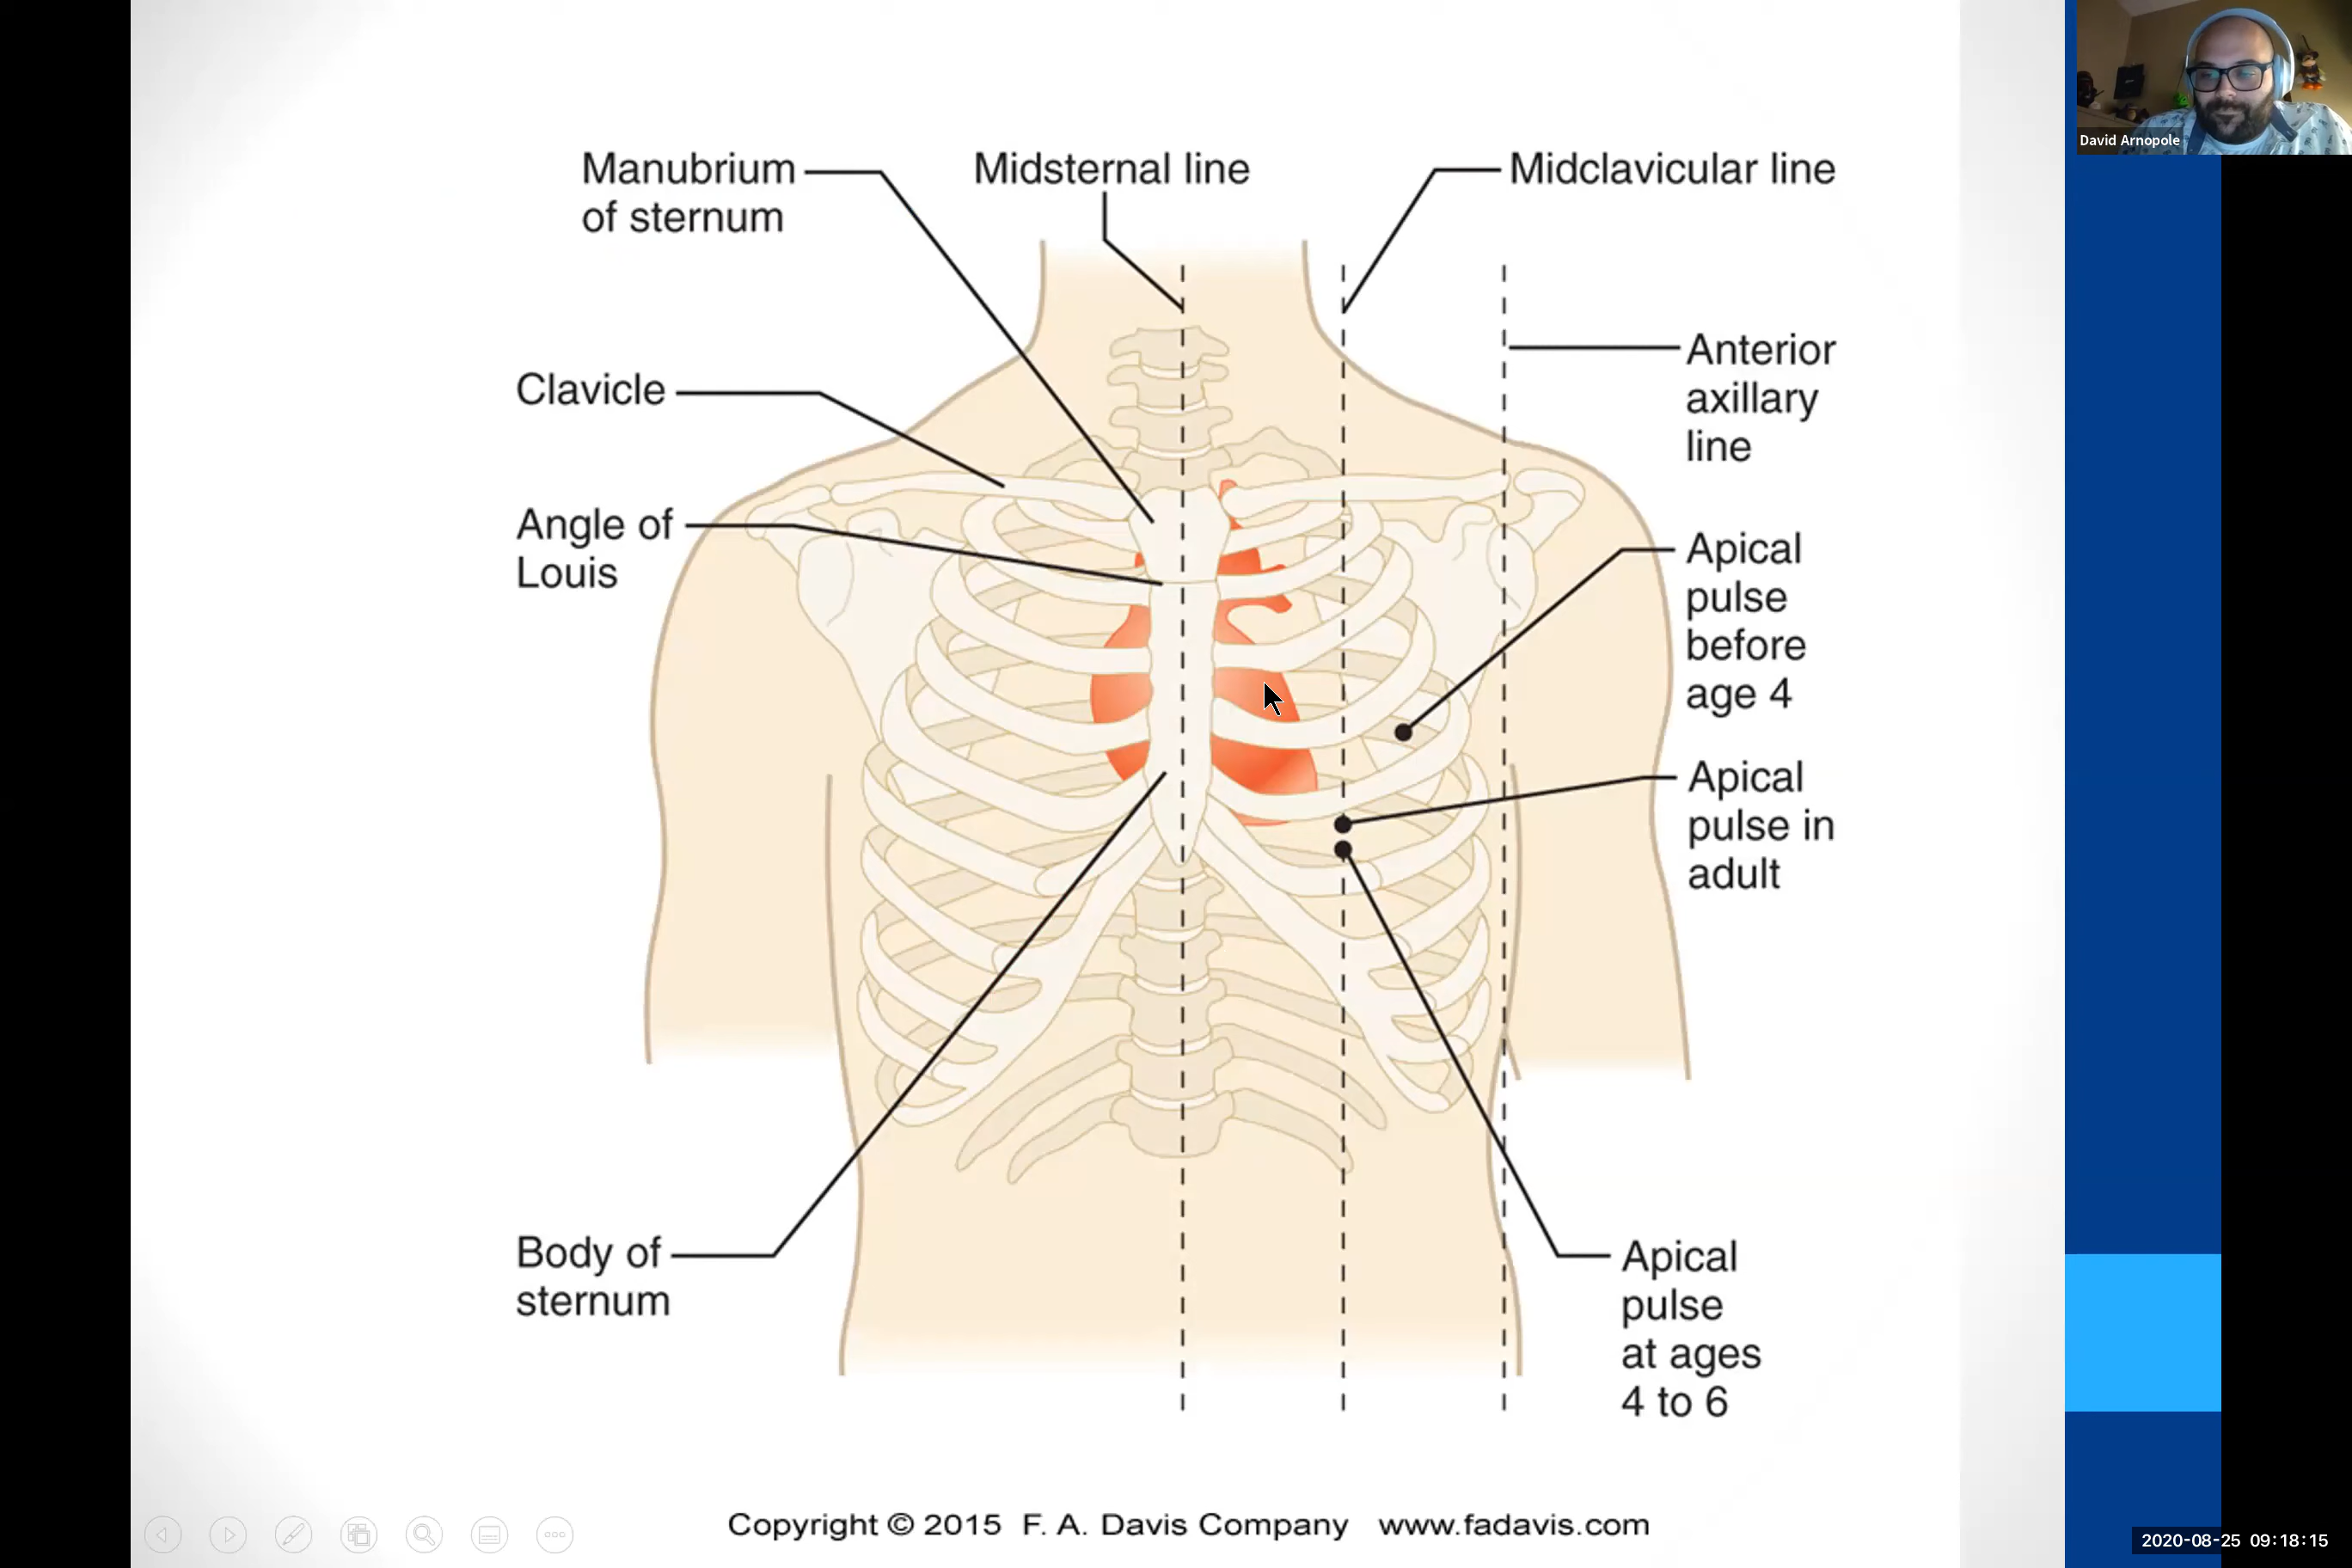 David Arnopole
Manubrium
of sternum
Midsternal line
Midclavicular line
Clavicle
Anterior
axillary
line
Angle of
Louis
Apical
pulse
before
age 4
Apical
pulse in
adult
Body of
sternum
Apical
pulse
at ages
4 to 6
Copyright © 2015 F. A. Davis Company www.fadavis.com
2020-08-25 09:18:15